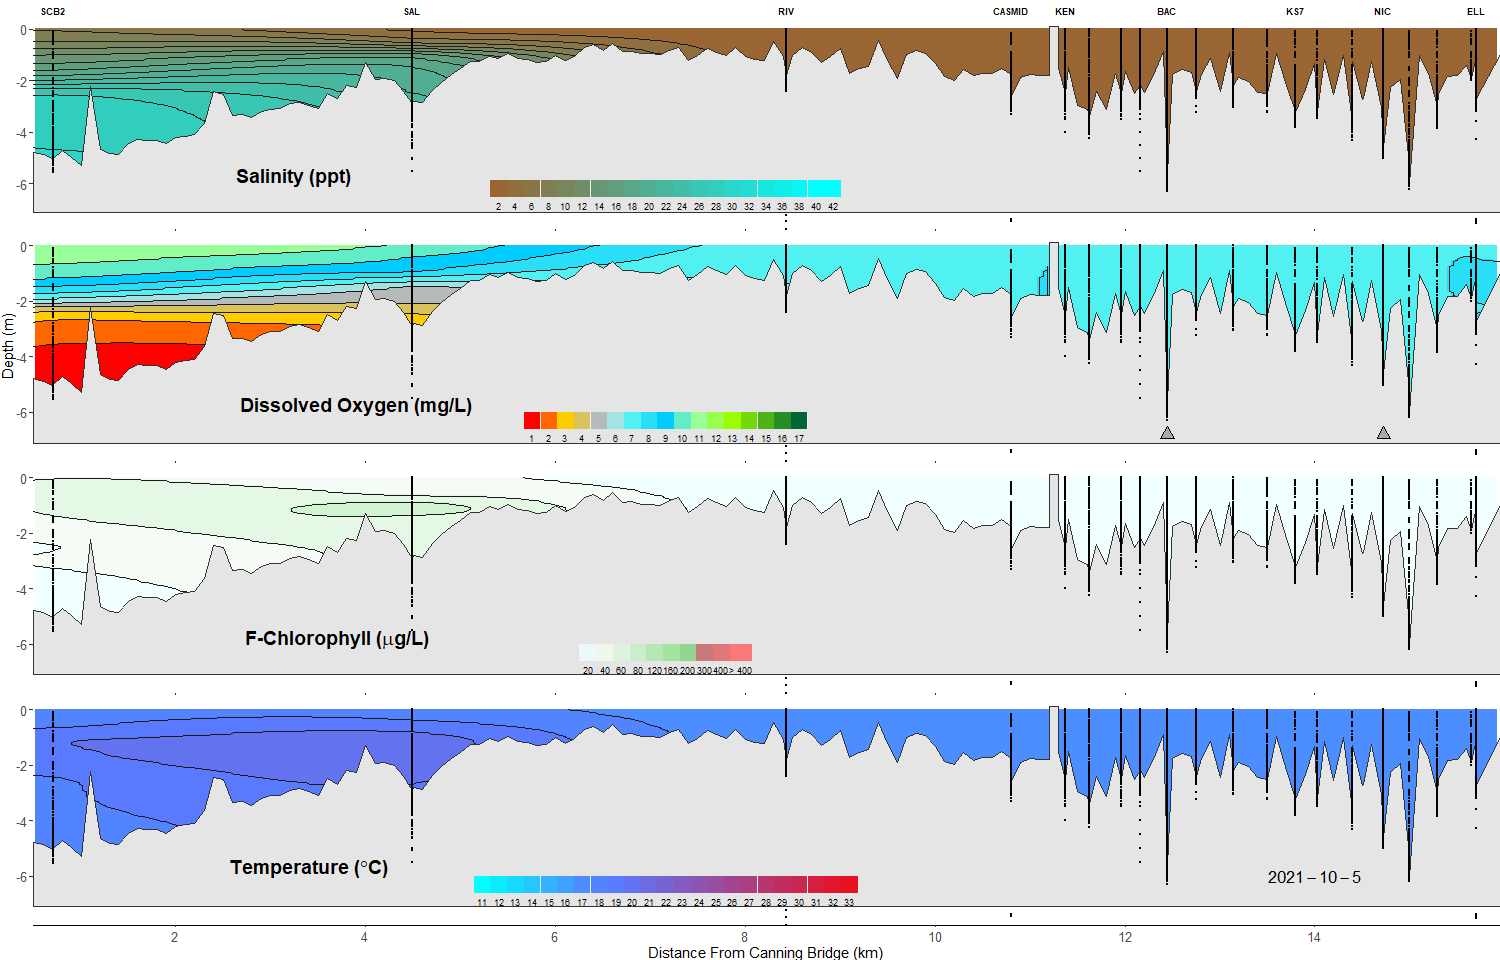 SCB2 SAL RIV CASMID KEN BAC KS7 NIC ELL
0
-2
-4
-6
Salinity (ppt)
2 4 6 8 10 12 14 16 18 20 22 24 26 28 30 32 34 36 38 40 42
0
-2
-4
-6
Depth (m)
Dissolved Oxygen (mg/L)
1 2 3 4 5 6 7 8 9 10 11 12 13 14 15 16 17
0
-2
-4
-6
F-Chlorophyll (μg/L)
20 40 60 80 120 160 200 300 400 > 400
0
-2
-4
-6
Temperature (°C)
2021 – 10 – 5
11 12 13 14 15 16 17 18 19 20 21 22 23 24 25 26 27 28 29 30 31 32 33
2 4 6 8 10 12 14
Distance From Canning Bridge (km)